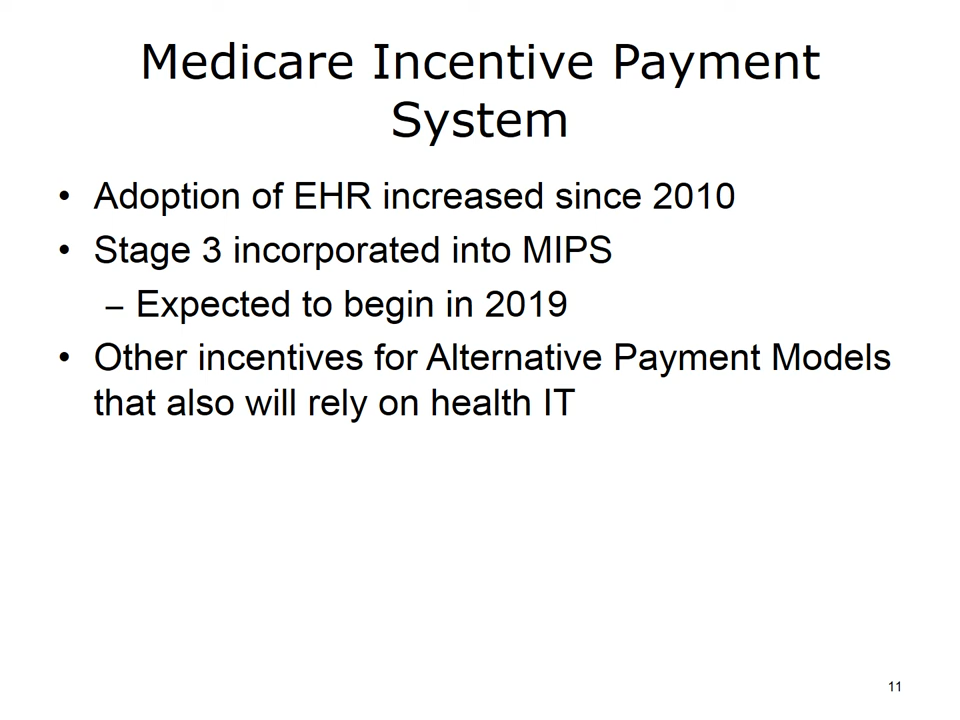 Medicare Incentive Payment
System
• Adoption of EHR increased since 2010
• Stage 3 incorporated into MIPS
– Expected to begin in 2019
• Other incentives for Alternative Payment Models
that also will rely on health IT
11